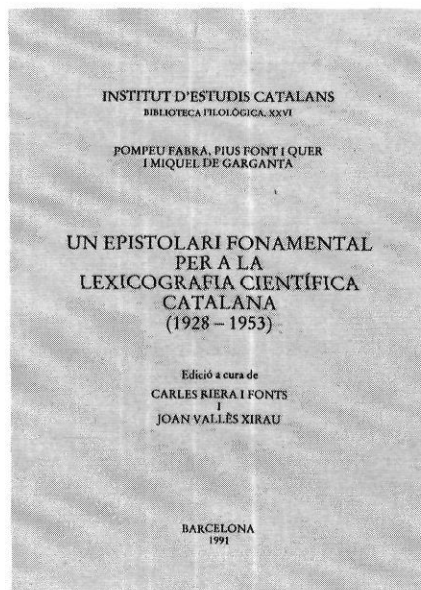 INSTITUT D'ESTUDIS CATALANS
BIBLIOTECA FILOLÒGICA, XXVI
POMPEU FABRA, PIUS FONT I QUER
I MIQUEL DE GARGANTA
UN EPISTOLARI FONAMENTAL
PER A LA
LEXICOGRAFIA CIENTÍFICA
CATALANA
(1928 – 1953)
Edició a cura de
CARLES RIERA I FONTS
I
JOAN VALLÈS XIRAU
BARCELONA
1991